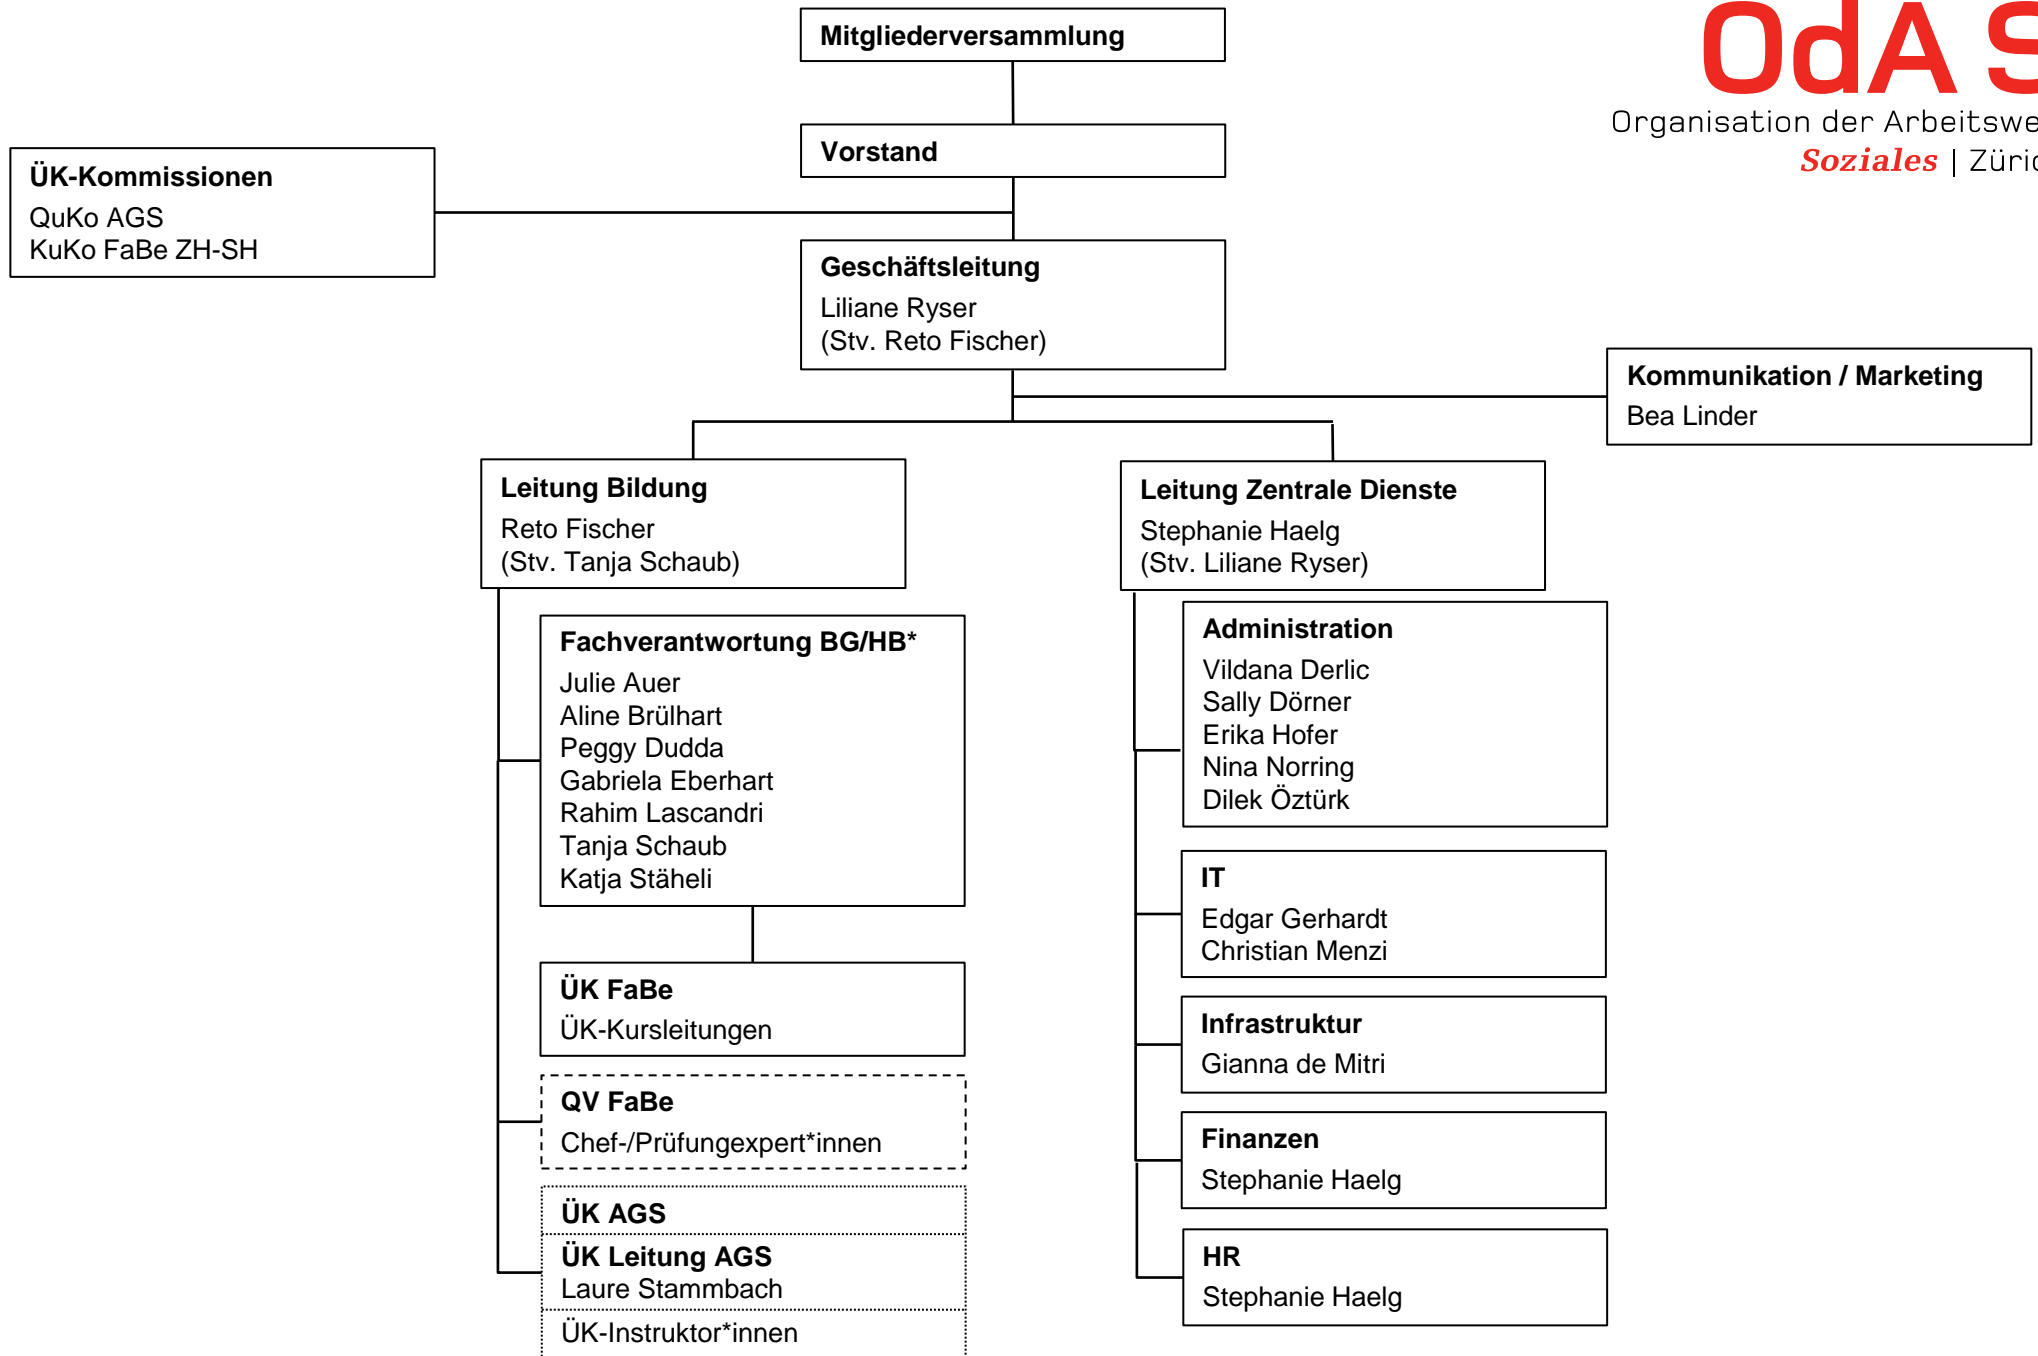 Mitgliederversammlung
OdA S
Organisation der Arbeitswe
Soziales | Züric
Vorstand
ÜK-Kommissionen
QuKo AGS
KuKo FaBe ZH-SH
Geschäftsleitung
Liliane Ryser
(Stv. Reto Fischer)
Kommunikation / Marketing
Bea Linder
Leitung Bildung
Reto Fischer
(Stv. Tanja Schaub)
Fachverantwortung BG/HB*
Julie Auer
Aline Brülhart
Peggy Dudda
Gabriela Eberhart
Rahim Lascandri
Tanja Schaub
Katja Stäheli
ÜK FaBe
ÜK-Kursleitungen
QV FaBe
Chef-/Prüfungexpert*innen
ÜK AGS
ÜK Leitung AGS
Laure Stammbach
ÜK-Instruktor*innen
Leitung Zentrale Dienste
Stephanie Haelg
(Stv. Liliane Ryser)
Administration
Vildana Derlic
Sally Dörner
Erika Hofer
Nina Norring
Dilek Öztürk
IT
Edgar Gerhardt
Christian Menzi
Infrastruktur
Gianna de Mitri
Finanzen
Stephanie Haelg
HR
Stephanie Haelg